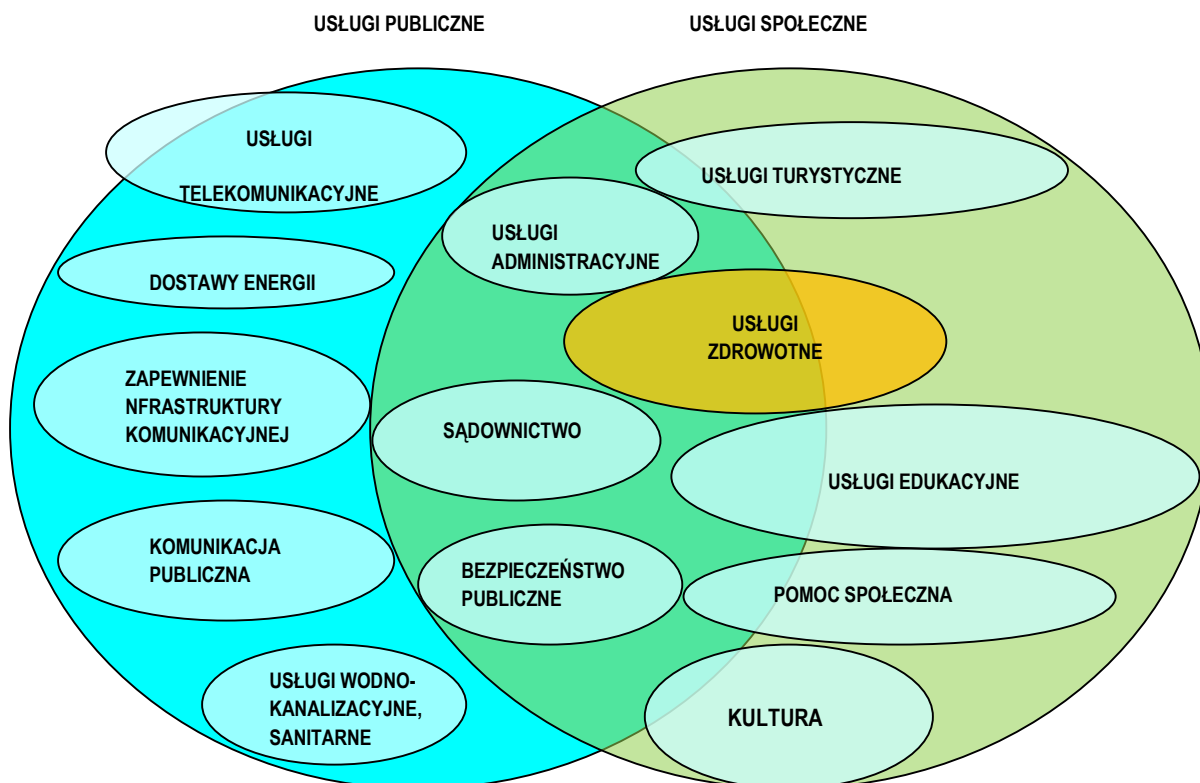 USŁUGI PUBLICZNE
USŁUGI SPOŁECZNE
USŁUGI
TELEKOMUNIKACYJNE
USŁUGI TURYSTYCZNE
USŁUGI
ADMINISTRACYJNE
DOSTAWY ENERGII
USŁUGI
ZDROWOTNE
ZAPEWNIENIE
NFRASTRUKTURY
KOMUNIKACYJNEJ
SĄDOWNICTWO
USŁUGI EDUKACYJNE
KOMUNIKACJA
PUBLICZNA
BEZPIECZEŃSTWO
PUBLICZNE
POMOC SPOŁECZNA
USŁUGI WODNO-
KANALIZACYJNE,
SANITARNE
KULTURA